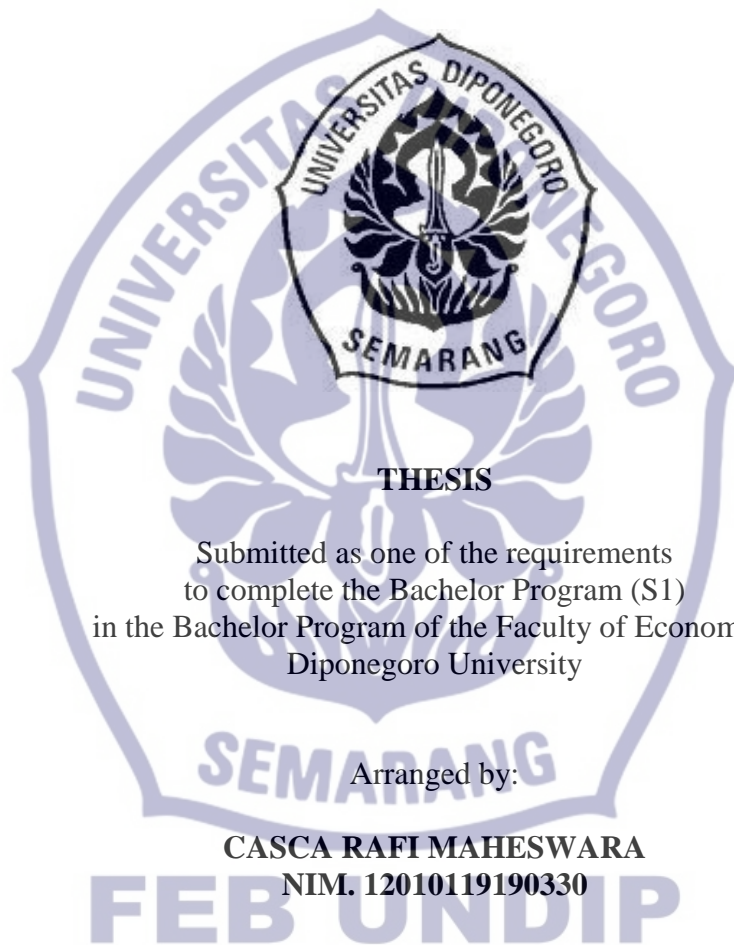 UNIVERSITAS DIPONEGORO
SEMARANG
THESIS
Submitted as one of the requirements
to complete the Bachelor Program (S1)
in the Bachelor Program of the Faculty of Econom
Diponegoro University
Arranged by:
CASCA RAFI MAHESWARA
NIM. 12010119190330
UNIVERSITAS DIPONEGORO
SEMARANG
FEB UNDIP